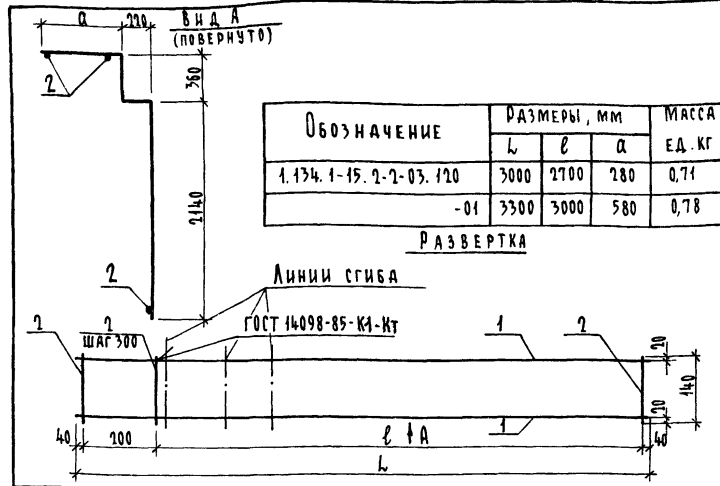 a 220 Вид А
(повернуто)
2
360
2140
2
Обозначение
Размеры, мм
Масса
ед. кг
L l a
1.134.1-15.2-2-03.120 3000 2700 280 0,71
-01 3300 3000 580 0,78
Развертка
Линии сгиба
ГОСТ 14098-85-К1-Кт
2
2
шаг 300
1
2
20
140
20
1
40 200 l А 40
L